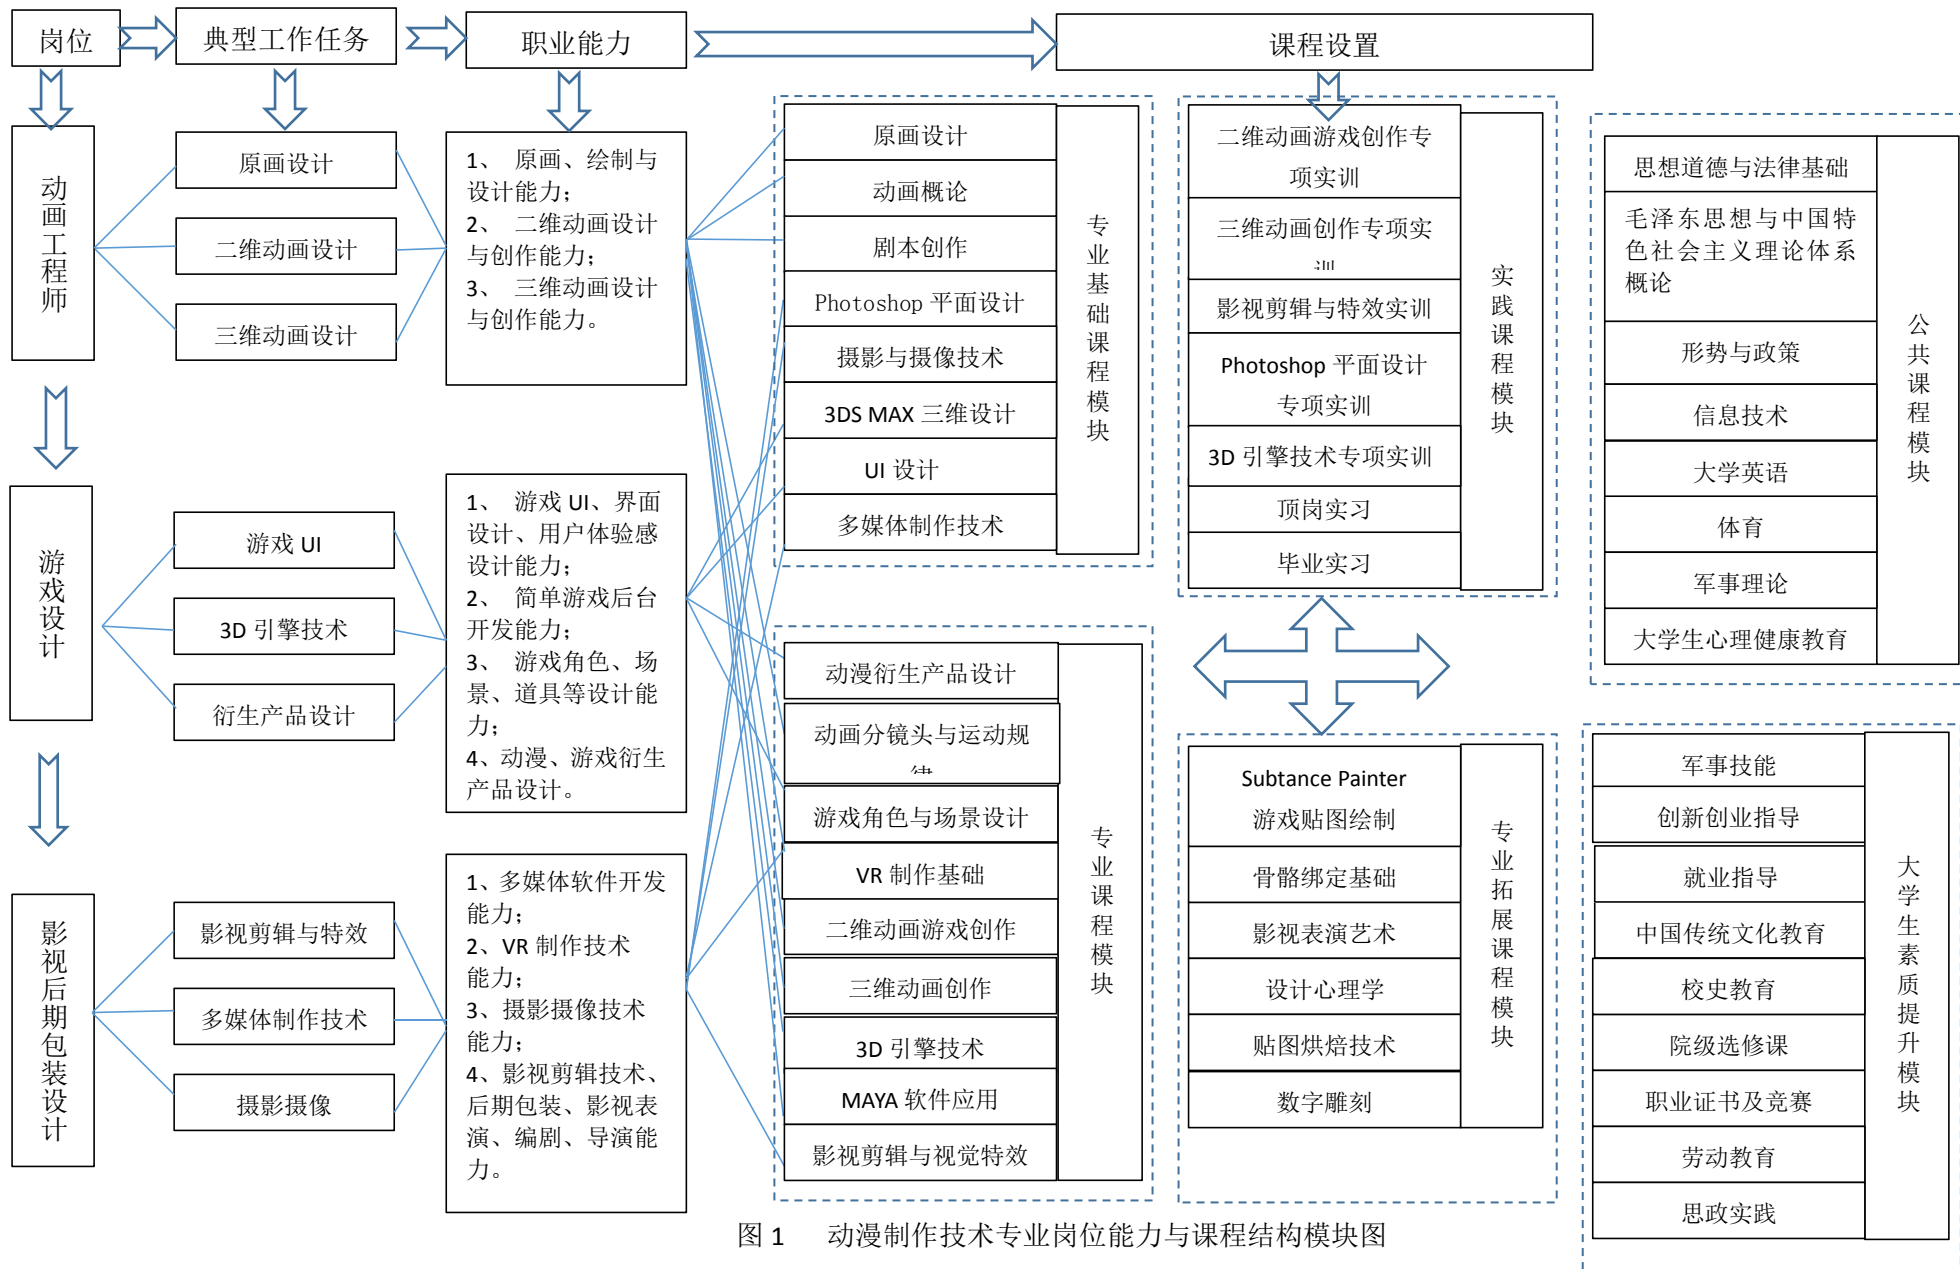 岗位
典型工作任务
职业能力
课程设置
动画工程师
原画设计
二维动画设计
三维动画设计
1、 原画、绘制与
设计能力；
2、 二维动画设计
与创作能力；
3、 三维动画设计
与创作能力。
游戏设计
游戏 UI
3D 引擎技术
衍生产品设计
1、 游戏 UI、界面
设计、用户体验感
设计能力；
2、 简单游戏后台
开发能力；
3、 游戏角色、场
景、道具等设计能
力；
4、动漫、游戏衍生
产品设计。
影视后期包装设计
影视剪辑与特效
多媒体制作技术
摄影摄像
1、多媒体软件开发
能力；
2、VR 制作技术
能力；
3、摄影摄像技术
能力；
4、影视剪辑技术、
后期包装、影视表
演、编剧、导演能
力。
原画设计
动画概论
剧本创作
Photoshop 平面设计
摄影与摄像技术
3DS MAX 三维设计
UI 设计
多媒体制作技术
专业基础课程模块
动漫衍生产品设计
动画分镜头与运动规
律
游戏角色与场景设计
VR 制作基础
二维动画游戏创作
三维动画创作
3D 引擎技术
MAYA 软件应用
影视剪辑与视觉特效
专业课程模块
二维动画游戏创作专
项实训
三维动画创作专项实
训
影视剪辑与特效实训
Photoshop 平面设计
专项实训
3D 引擎技术专项实训
顶岗实习
毕业实习
实践课程模块
Subtance Painter
游戏贴图绘制
骨骼绑定基础
影视表演艺术
设计心理学
贴图烘焙技术
数字雕刻
专业拓展课程模块
思想道德与法律基础
毛泽东思想与中国特
色社会主义理论体系
概论
形势与政策
信息技术
大学英语
体育
军事理论
大学生心理健康教育
公共课程模块
军事技能
创新创业指导
就业指导
中国传统文化教育
校史教育
院级选修课
职业证书及竞赛
劳动教育
思政实践
大学生素质提升模块
图 1 动漫制作技术专业岗位能力与课程结构模块图